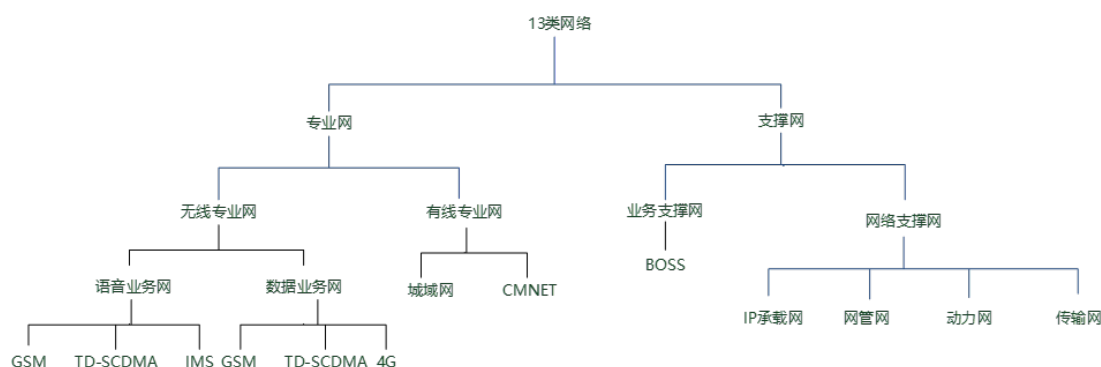 13类网络
专业网
支撑网
无线专业网
有线专业网
业务支撑网
网络支撑网
语音业务网
数据业务网
城域网
CMNET
BOSS
IP承载网
网管网
动力网
传输网
GSM
TD-SCDMA
IMS
GSM
TD-SCDMA
4G